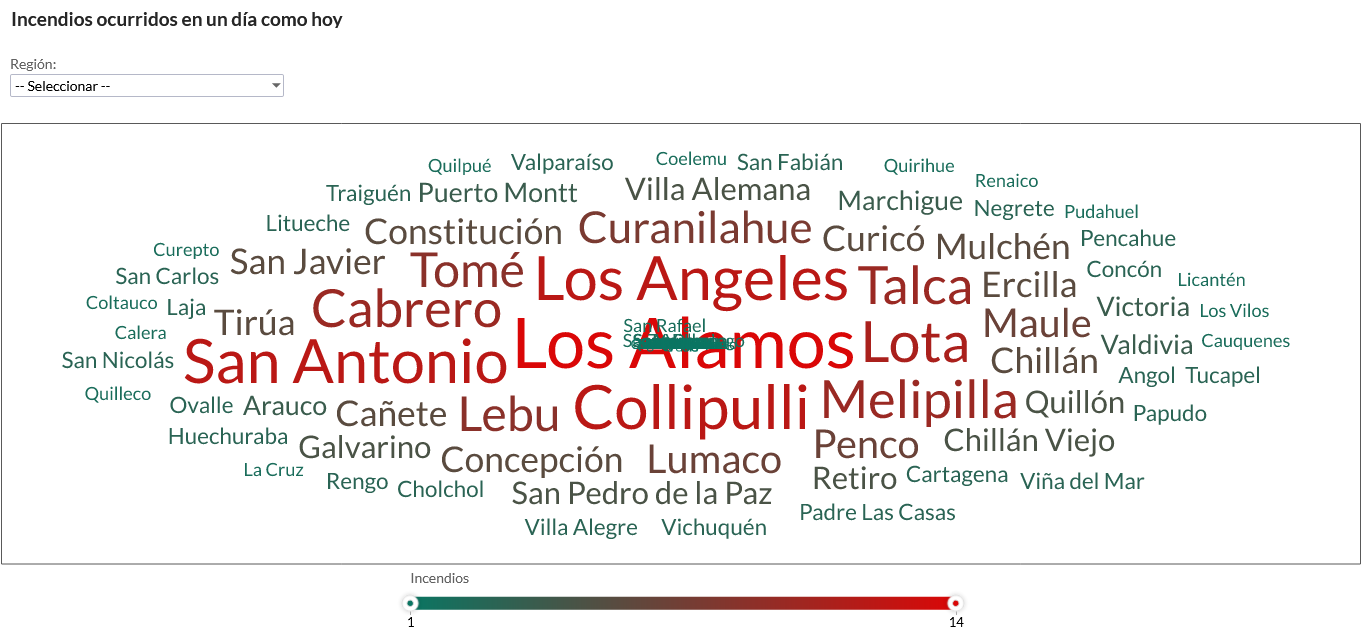 Incendios ocurridos en un día como hoy
Región:
-- Seleccionar --
Quilpué Valparaíso Coelemu San Fabián Quirihue
Renaico
Traiguén Puerto Montt Villa Alemana Marchigue Negrete Pudahuel
Litueche Constitución Curanilahue Curicó Mulchén Pencahue
Curepto San Javier Tomé Los Angeles Talca Ercilla Concón
San Carlos Licantén
Coltauco Laja Tirúa Cabrero Maule Victoria Los Vilos
San Rafael
Calera Los Alamos Lota Valdivia Cauquenes
San Nicolás San Antonio Chillán Angol Tucapel
Quilleco Ovalle Arauco Cañete Lebu Collipulli Melipilla Quillón Papudo
Huechuraba Galvarino Penco Chillán Viejo
La Cruz Rengo Cholchol Concepción Lumaco Retiro Cartagena Viña del Mar
San Pedro de la Paz Padre Las Casas
Villa Alegre Vichuquén
Incendios
1 14